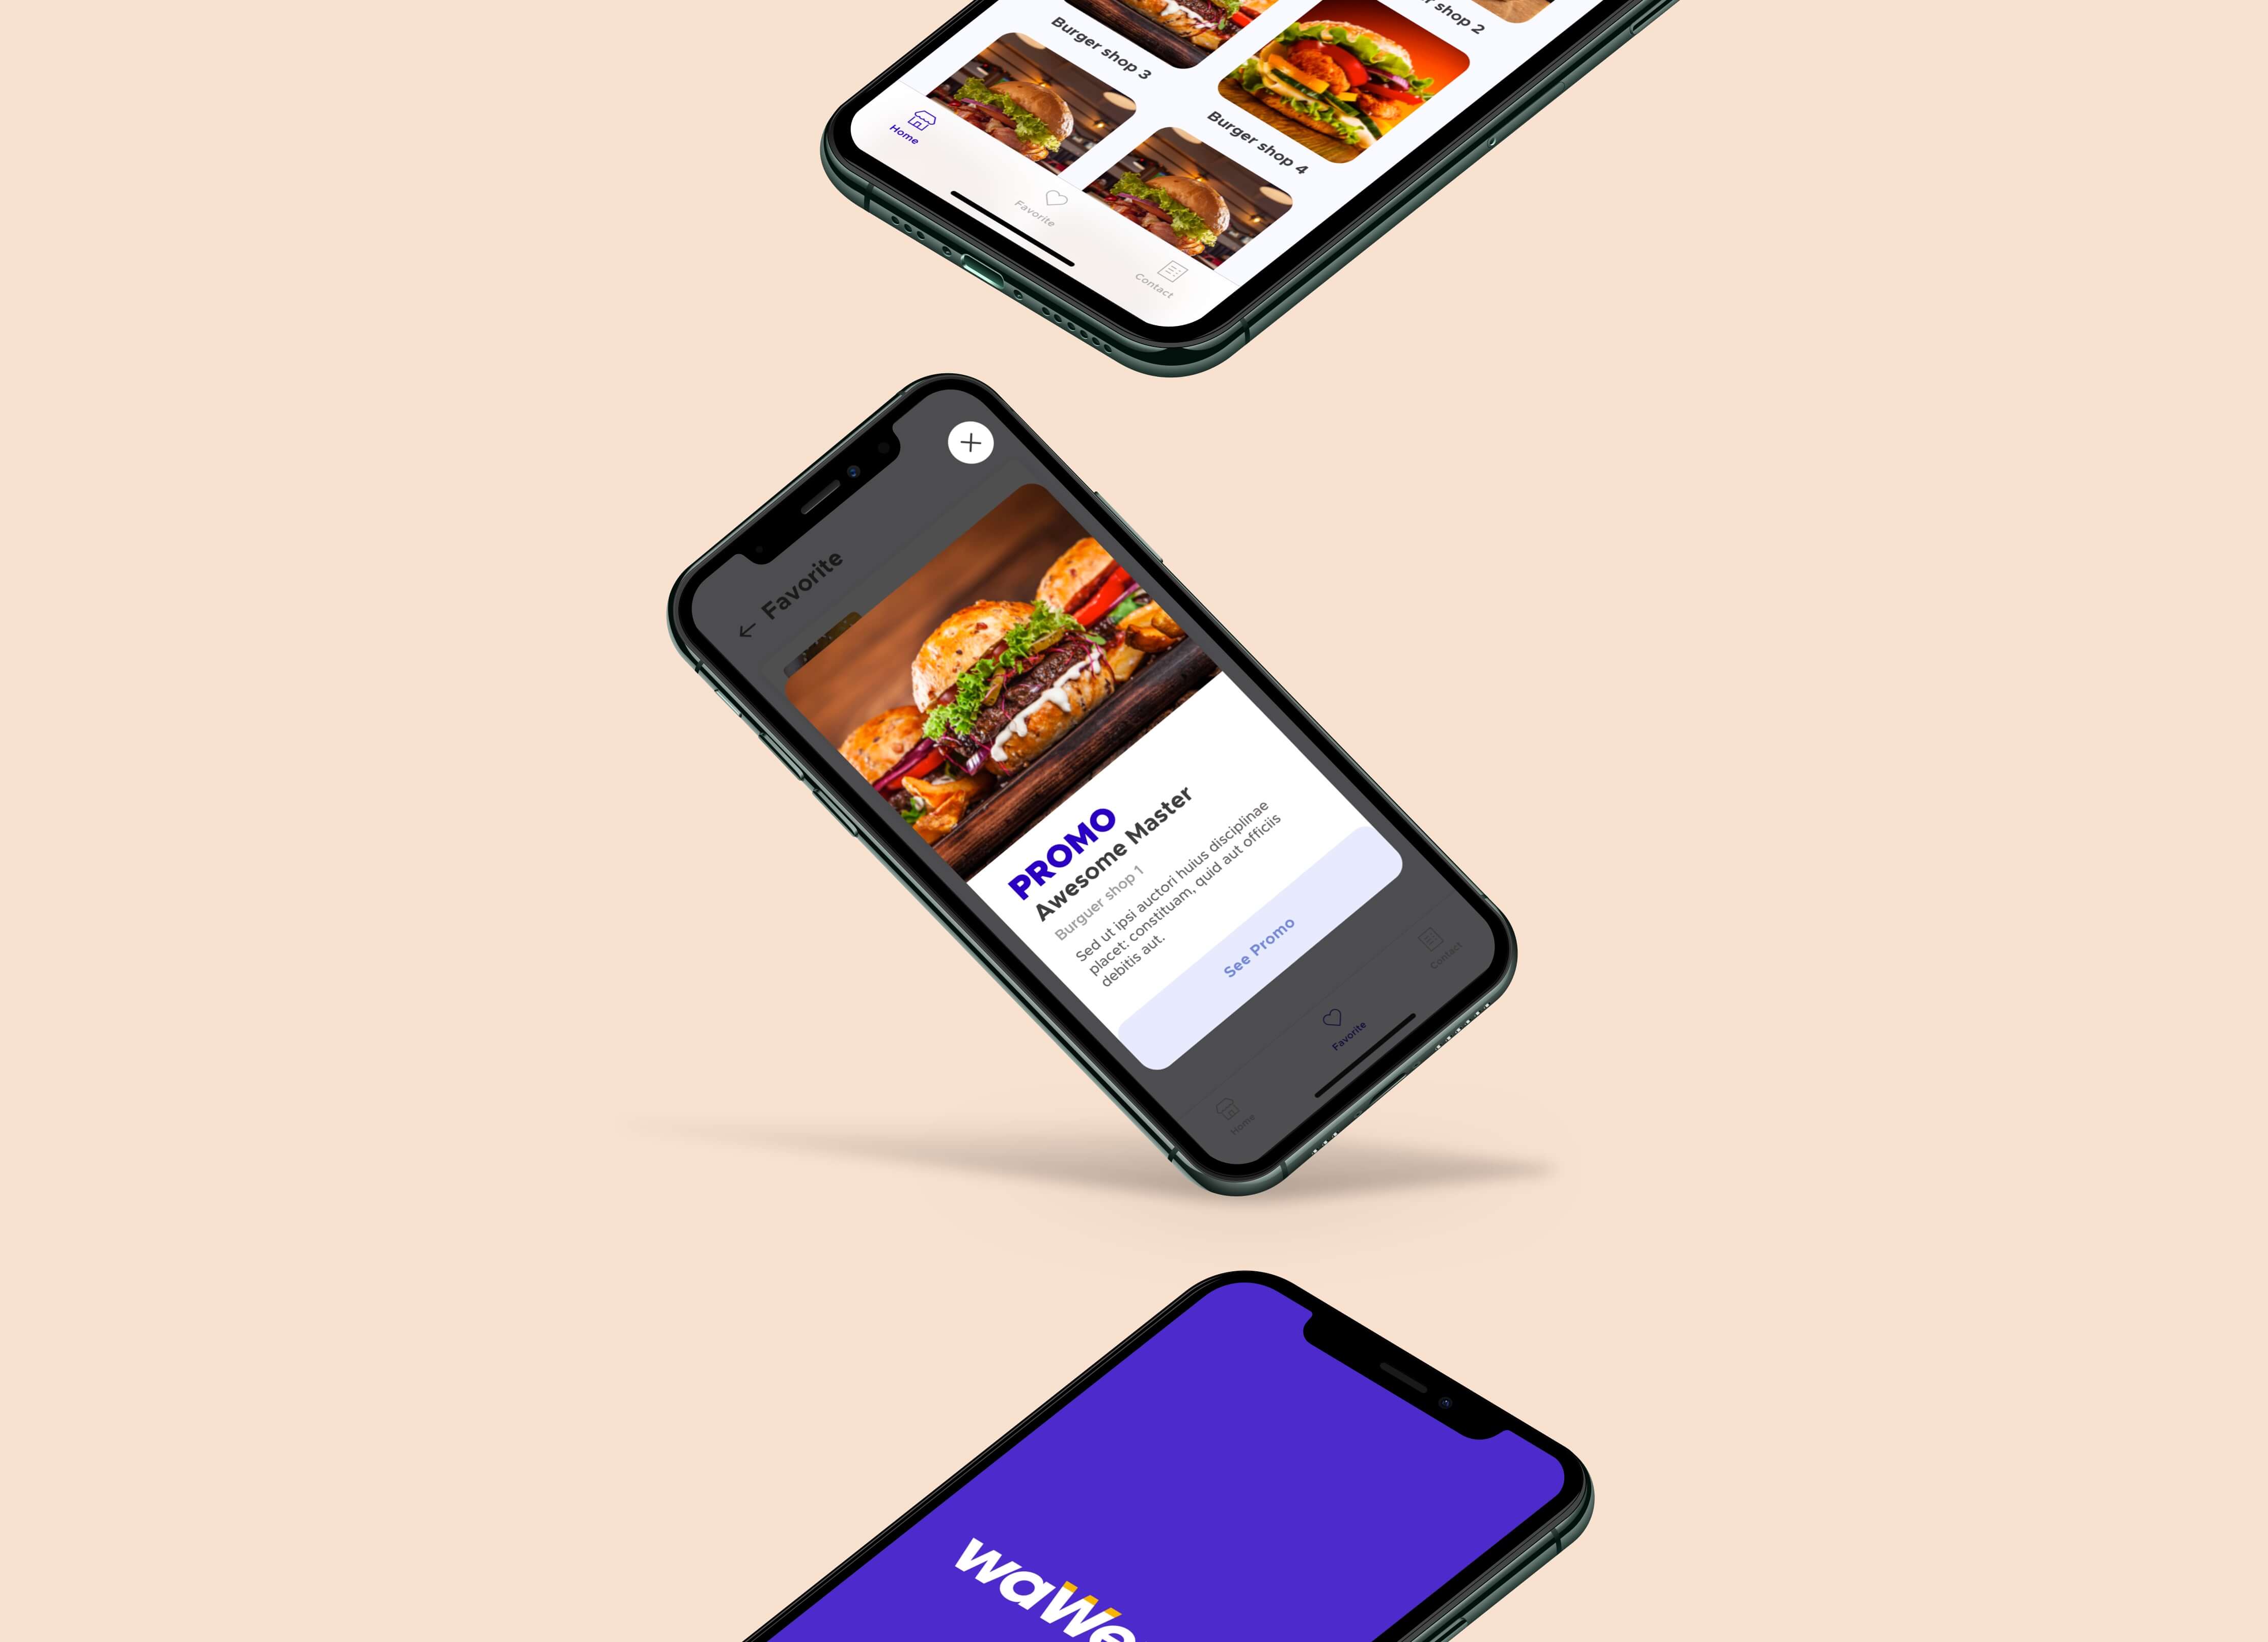 Burger shop 3
shop 2
Burger shop 4
Home
Favorite
Contact
← Favorite
PROMO
Awesome Master
Burguer shop 1
Sed ut ipsi auctori huius disciplinae
placet: constituam, quid aut officiis
debitis aut.
See Promo
Home
Favorite
Contact
wawe